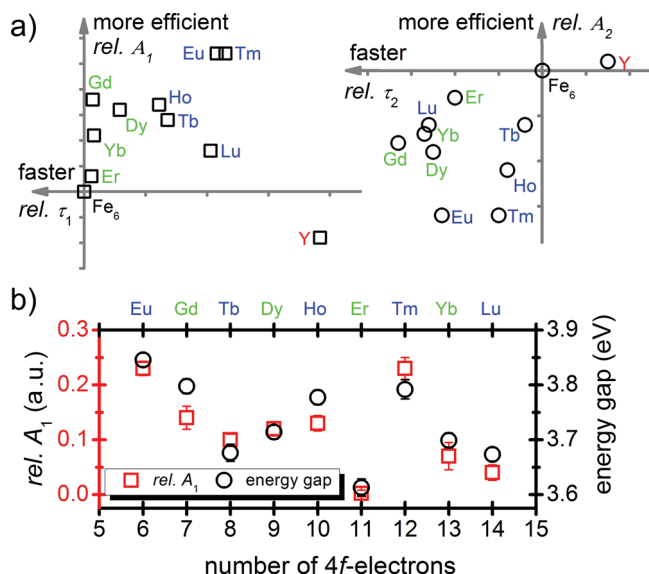 a)
more efficient
rel. A1
Eu
Tm
Gd
Ho
Dy
Yb
Lu
Er
faster
rel. τ1
Fe6
Y
more efficient
rel. A2
faster
rel. τ2
Y
Fe6
Er
Lu
Yb
Tb
Gd
Dy
Ho
Eu
Tm
Tb
b)
Eu Gd Tb Dy Ho Er Tm Yb Lu
0.3
0.2
0.1
0.0
rel. A1 (a.u.)
3.9
3.8
3.7
3.6
energy gap (eV)
rel. A1 energy gap
5 6 7 8 9 10 11 12 13 14 15
number of 4f-electrons